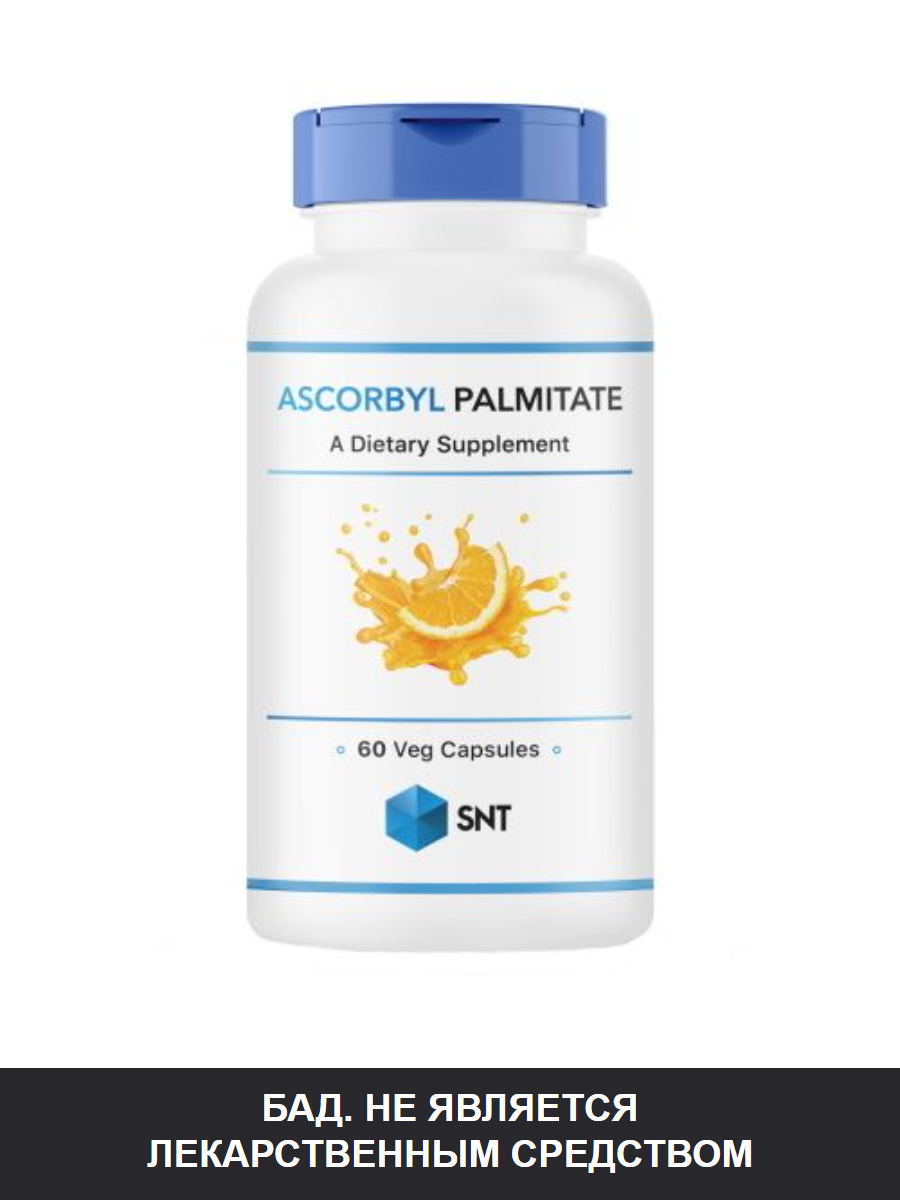 ASCORBYL PALMITATE
A Dietary Supplement
60 Veg Capsules
SNT
БАД. НЕ ЯВЛЯЕТСЯ
ЛЕКАРСТВЕННЫМ СРЕДСТВОМ